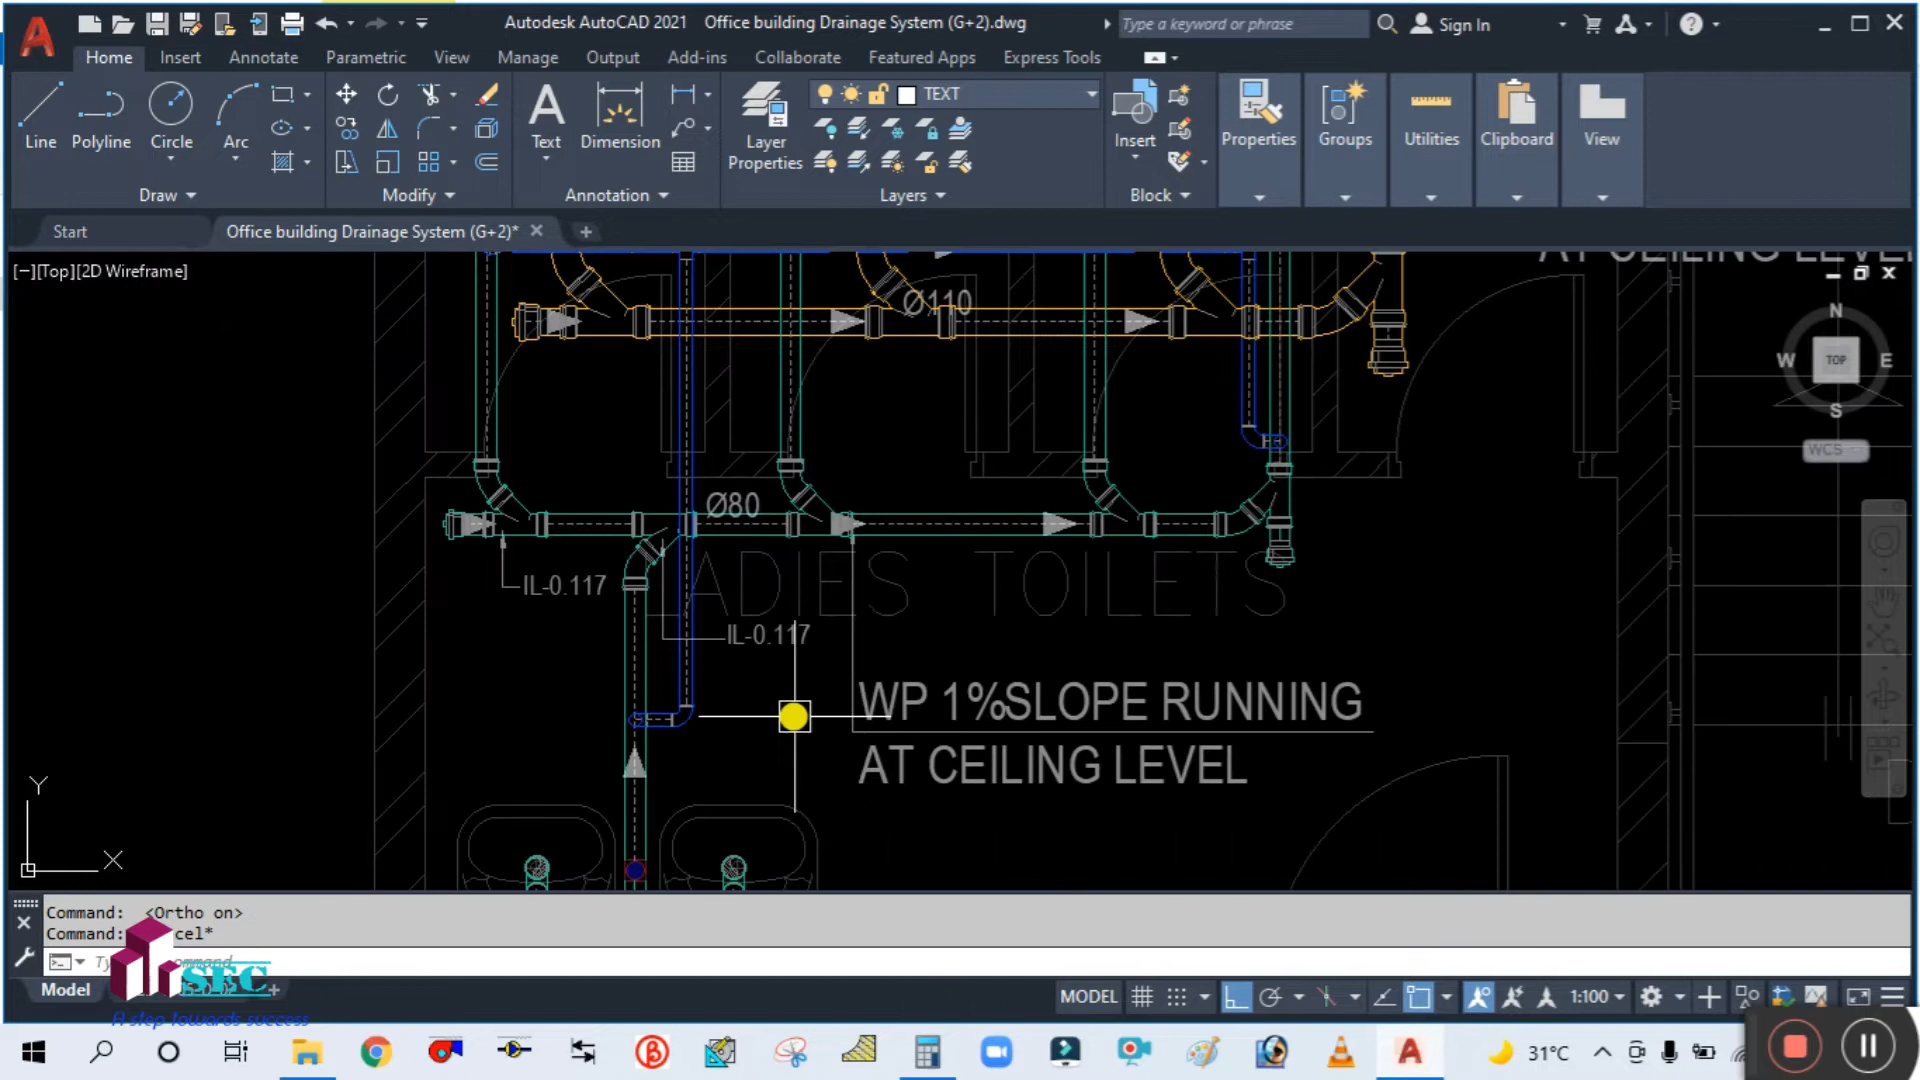 Autodesk AutoCAD 2021 Office building Drainage System (G+2).dwg
Type a keyword or phrase
Sign In
Home Insert Annotate Parametric View Manage Output Add-ins Collaborate Featured Apps Express Tools
TEXT
Line Polyline Circle Arc
Text Dimension
Layer Properties
Insert
Properties Groups Utilities Clipboard View
Draw Modify Annotation Layers Block
Start Office building Drainage System (G+2)*
[−][Top][2D Wireframe]
AT CEILING LEVEL
N
W TOP E
S
WCS
Ø110
Ø80
IL-0.117
LADIES TOILETS
IL-0.117
WP 1%SLOPE RUNNING
AT CEILING LEVEL
Y
X
Command: <Ortho on>
Command:
SEC
A step towards success
Model
MODEL 1:100
31°C